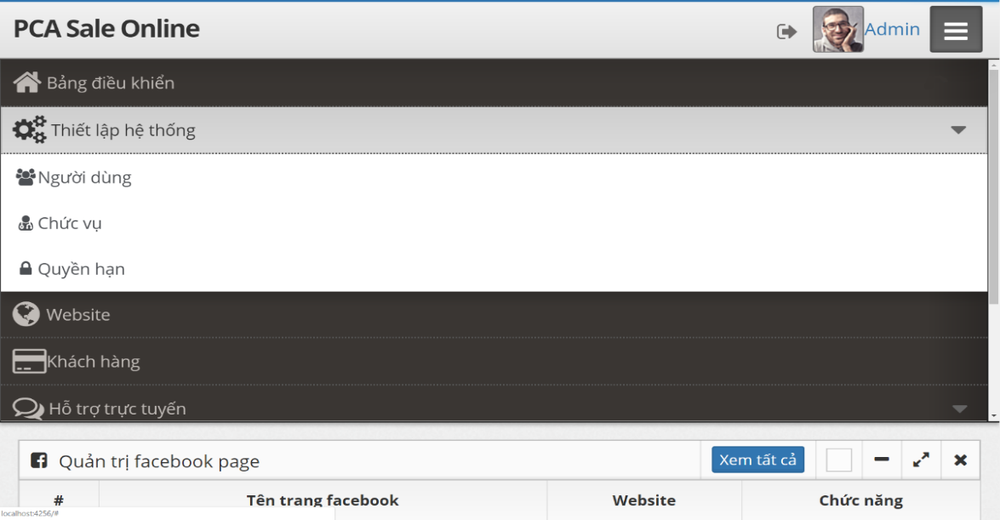 PCA Sale Online
Admin
Bảng điều khiển
Thiết lập hệ thống
Người dùng
Chức vụ
Quyền hạn
Website
Khách hàng
Hỗ trợ trực tuyến
Quản trị facebook page Xem tất cả
# Tên trang facebook Website Chức năng
localhost:4256/#